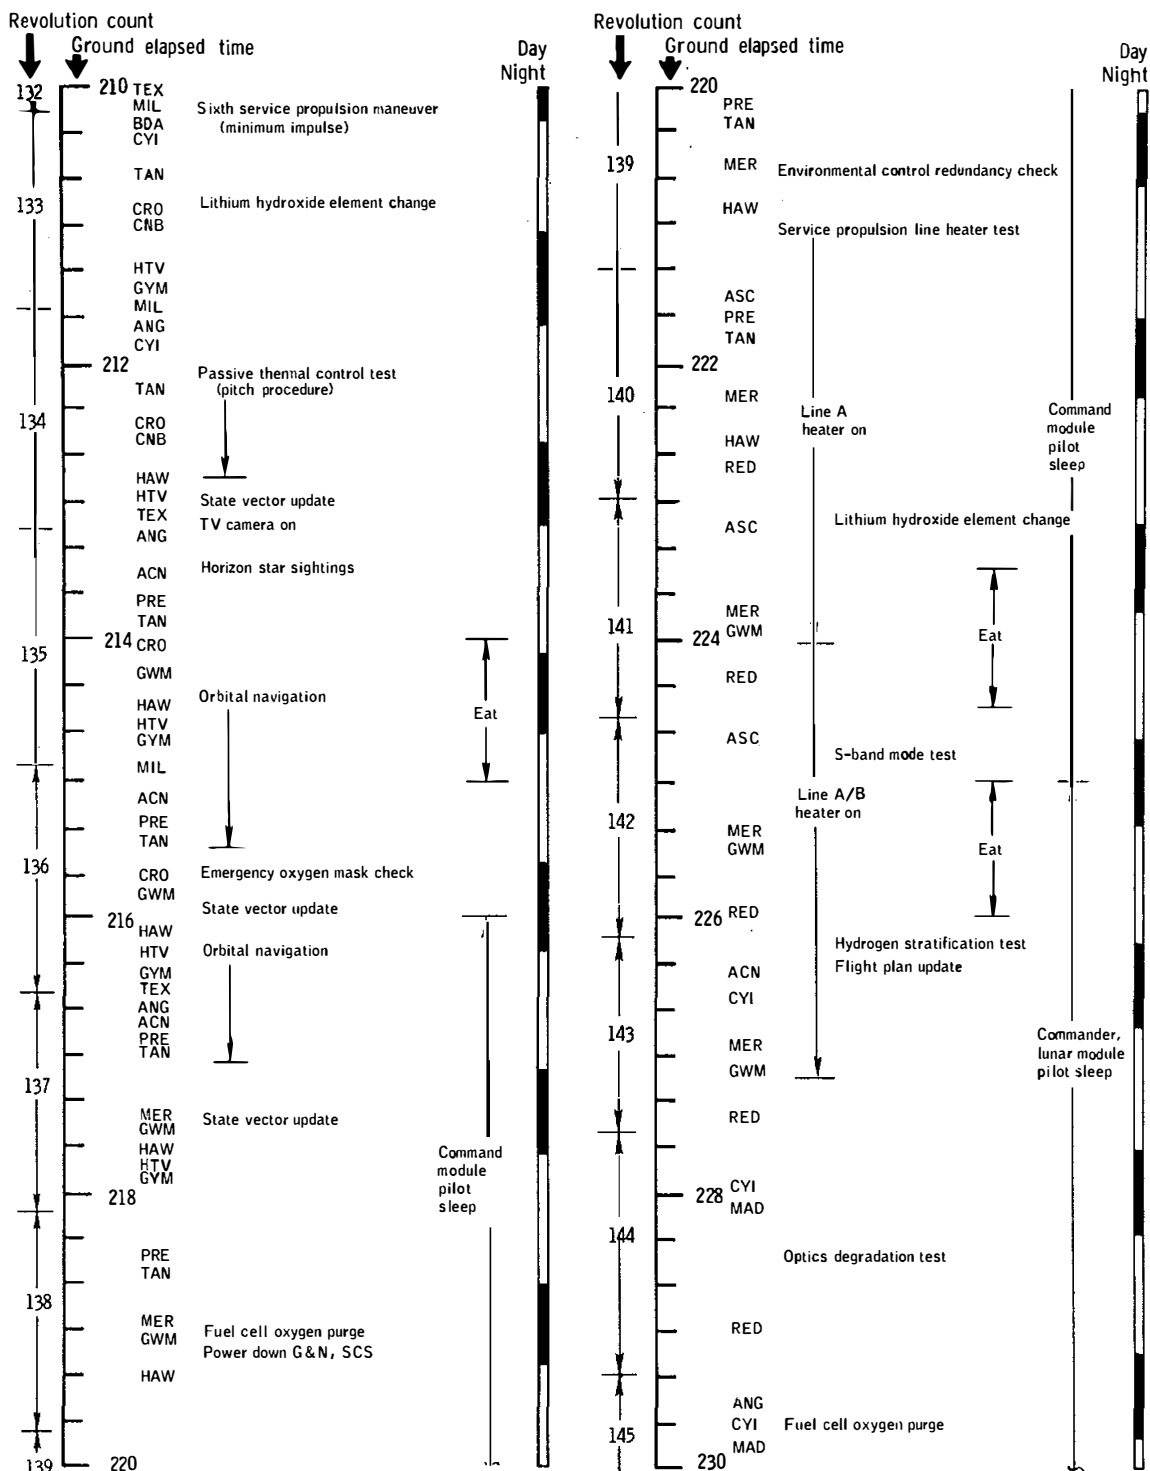 Revolution count
Ground elapsed time
Day
Night
132
210
TEX
MIL
Sixth service propulsion maneuver
BDA
(minimum impulse)
CYI
TAN
133
CRO
Lithium hydroxide element change
CNB
HTV
GYM
MIL
ANG
CYI
212
Passive thennal control test
TAN
(pitch procedure)
134
CRO
CNB
HAW
HTV
State vector update
TEX
TV camera on
ANG
ACN
Horizon star sightings
PRE
TAN
214
CRO
135
GWM
HAW
Orbital navigation
Eat
HTV
GYM
MIL
ACN
PRE
TAN
136
CRO
Emergency oxygen mask check
GWM
State vector update
216
HAW
HTV
Orbital navigation
GYM
TEX
ANG
ACN
PRE
TAN
137
MER
State vector update
GWM
HAW
HTV
GYM
Command
module
pilot
sleep
218
PRE
TAN
138
MER
Fuel cell oxygen purge
GWM
Power down G&N, SCS
HAW
139
220
Revolution count
Ground elapsed time
Day
Night
220
PRE
TAN
139
MER
Environmental control redundancy check
HAW
Service propulsion line heater test
ASC
PRE
TAN
222
140
MER
Line A
heater on
HAW
RED
Command
module
pilot
sleep
ASC
Lithium hydroxide element change
MER
141
GWM
224
Eat
RED
ASC
S-band mode test
Line A/B
heater on
142
MER
GWM
Eat
226
RED
Hydrogen stratification test
ACN
Flight plan update
CYI
143
MER
GWM
Commander,
lunar module
pilot sleep
RED
CYI
228
MAD
144
Optics degradation test
RED
ANG
CYI
Fuel cell oxygen purge
145
MAD
230